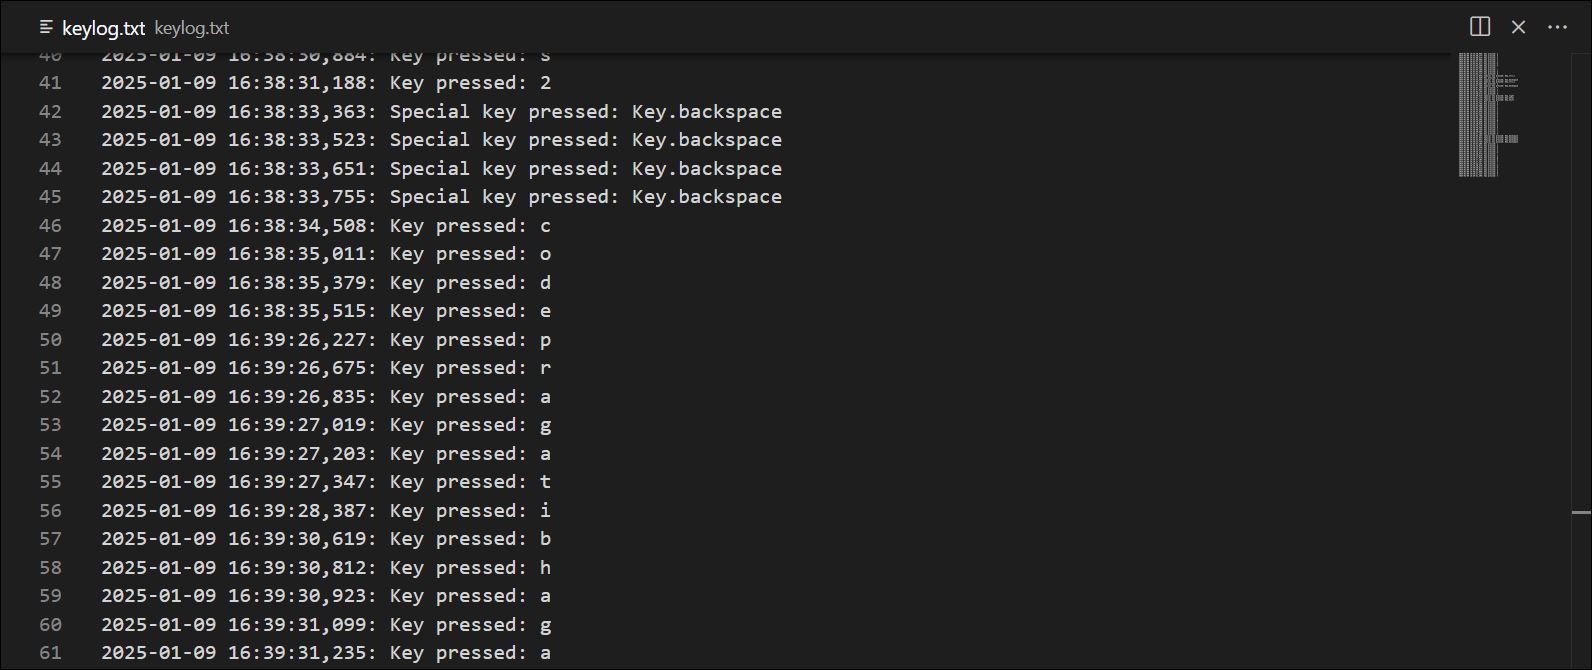 keylog.txt keylog.txt
40 2025-01-09 16:38:30,884: Key pressed: s
41 2025-01-09 16:38:31,188: Key pressed: 2
42 2025-01-09 16:38:33,363: Special key pressed: Key.backspace
43 2025-01-09 16:38:33,523: Special key pressed: Key.backspace
44 2025-01-09 16:38:33,651: Special key pressed: Key.backspace
45 2025-01-09 16:38:33,755: Special key pressed: Key.backspace
46 2025-01-09 16:38:34,508: Key pressed: c
47 2025-01-09 16:38:35,011: Key pressed: o
48 2025-01-09 16:38:35,379: Key pressed: d
49 2025-01-09 16:38:35,515: Key pressed: e
50 2025-01-09 16:39:26,227: Key pressed: p
51 2025-01-09 16:39:26,675: Key pressed: r
52 2025-01-09 16:39:26,835: Key pressed: a
53 2025-01-09 16:39:27,019: Key pressed: g
54 2025-01-09 16:39:27,203: Key pressed: a
55 2025-01-09 16:39:27,347: Key pressed: t
56 2025-01-09 16:39:28,387: Key pressed: i
57 2025-01-09 16:39:30,619: Key pressed: b
58 2025-01-09 16:39:30,812: Key pressed: h
59 2025-01-09 16:39:30,923: Key pressed: a
60 2025-01-09 16:39:31,099: Key pressed: g
61 2025-01-09 16:39:31,235: Key pressed: a